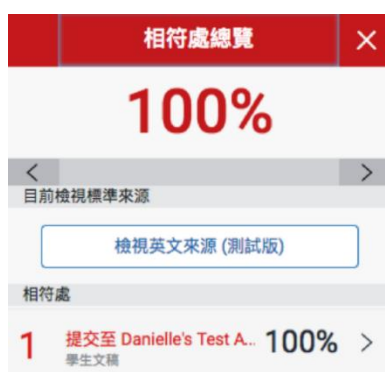 相符處總覽
100%
目前檢視標準來源
檢視英文來源 (測試版)
相符處
1 提交至 Danielle's Test A... 100%
學生文稿